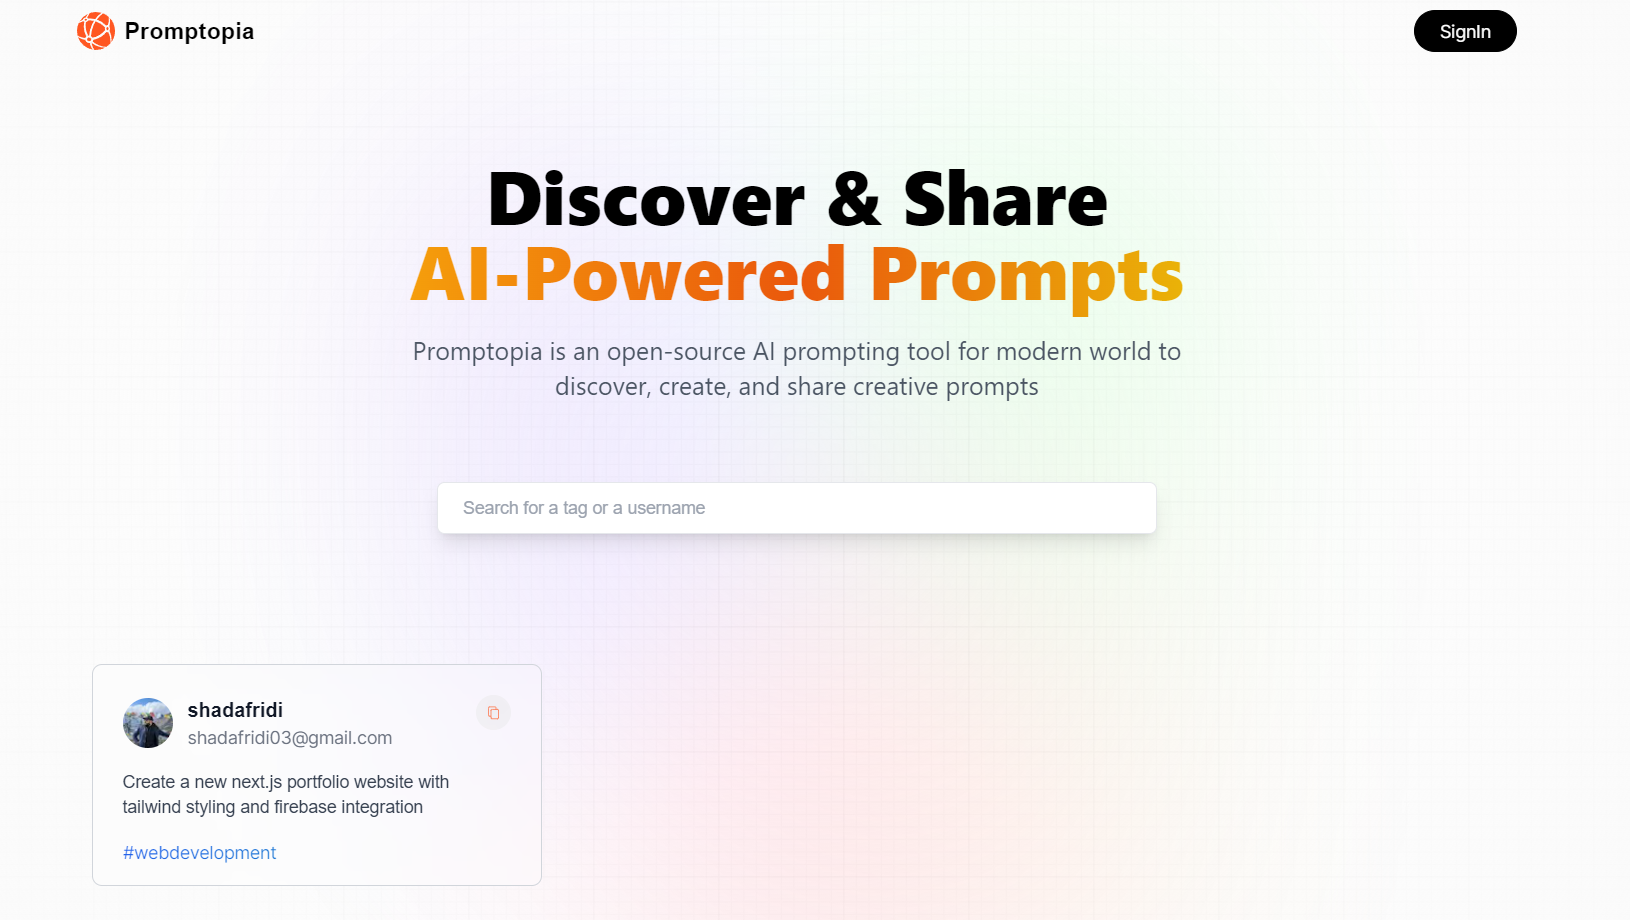 Promptopia
SignIn
Discover & Share
AI-Powered Prompts
Promptopia is an open-source AI prompting tool for modern world to
discover, create, and share creative prompts
Search for a tag or a username
shadafridi
shadafridi03@gmail.com
Create a new next.js portfolio website with
tailwind styling and firebase integration
#webdevelopment